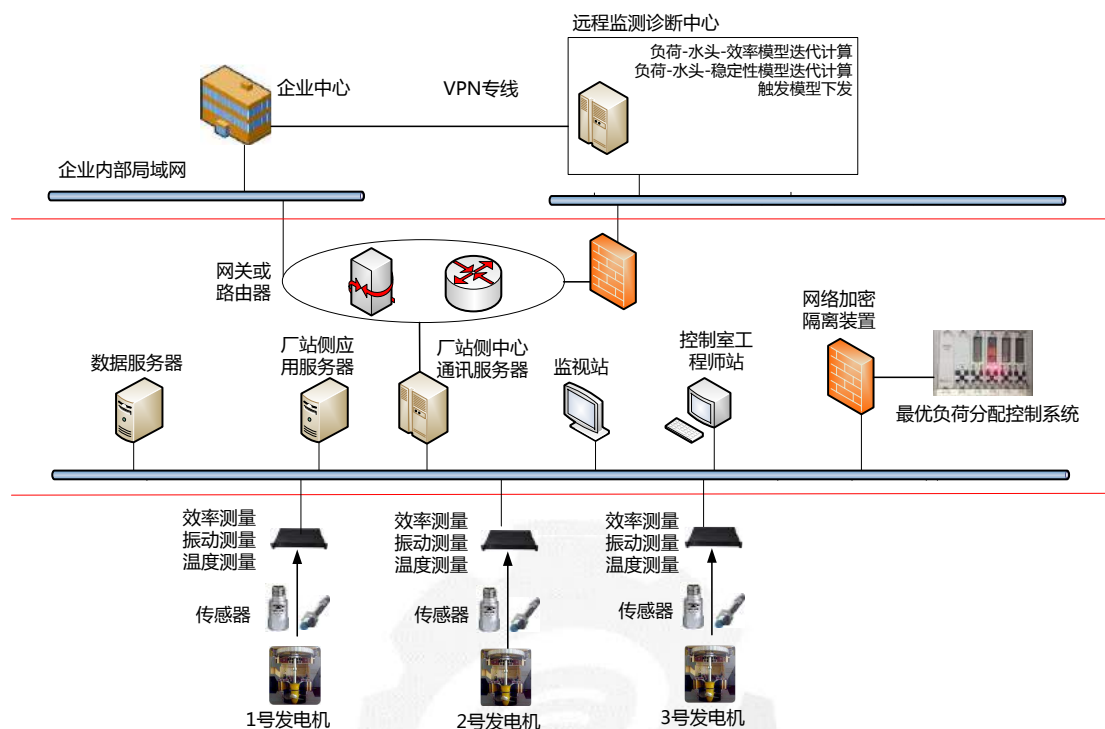 远程监测诊断中心
负荷-水头-效率模型迭代计算
负荷-水头-稳定性模型迭代计算
触发模型下发
企业中心
VPN专线
企业内部局域网
网关或
路由器
网络加密
隔离装置
数据服务器
厂站侧应
用服务器
厂站侧中心
通讯服务器
监视站
控制室工
程师站
最优负荷分配控制系统
效率测量
振动测量
温度测量
效率测量
振动测量
温度测量
效率测量
振动测量
温度测量
传感器
传感器
传感器
1号发电机
2号发电机
3号发电机